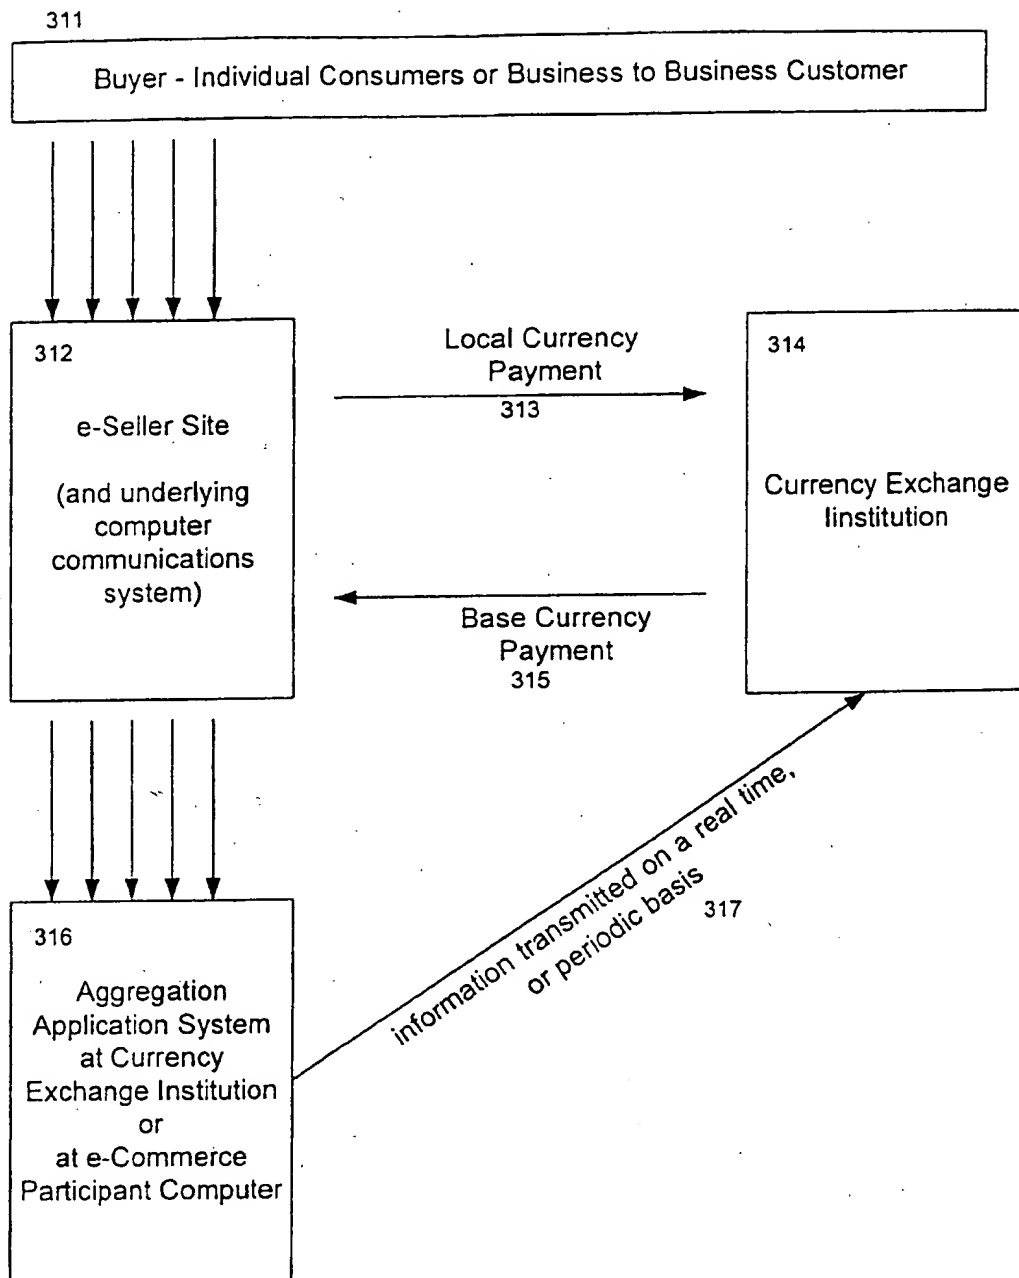 311
Buyer - Individual Consumers or Business to Business Customer
312
e-Seller Site
(and underlying
computer
communications
system)
Local Currency
Payment
313
314
Currency Exchange
Iinstitution
Base Currency
Payment
315
316
Aggregation
Application System
at Currency
Exchange Institution
or
at e-Commerce
Participant Computer
information transmitted on a real time,
or periodic basis
317